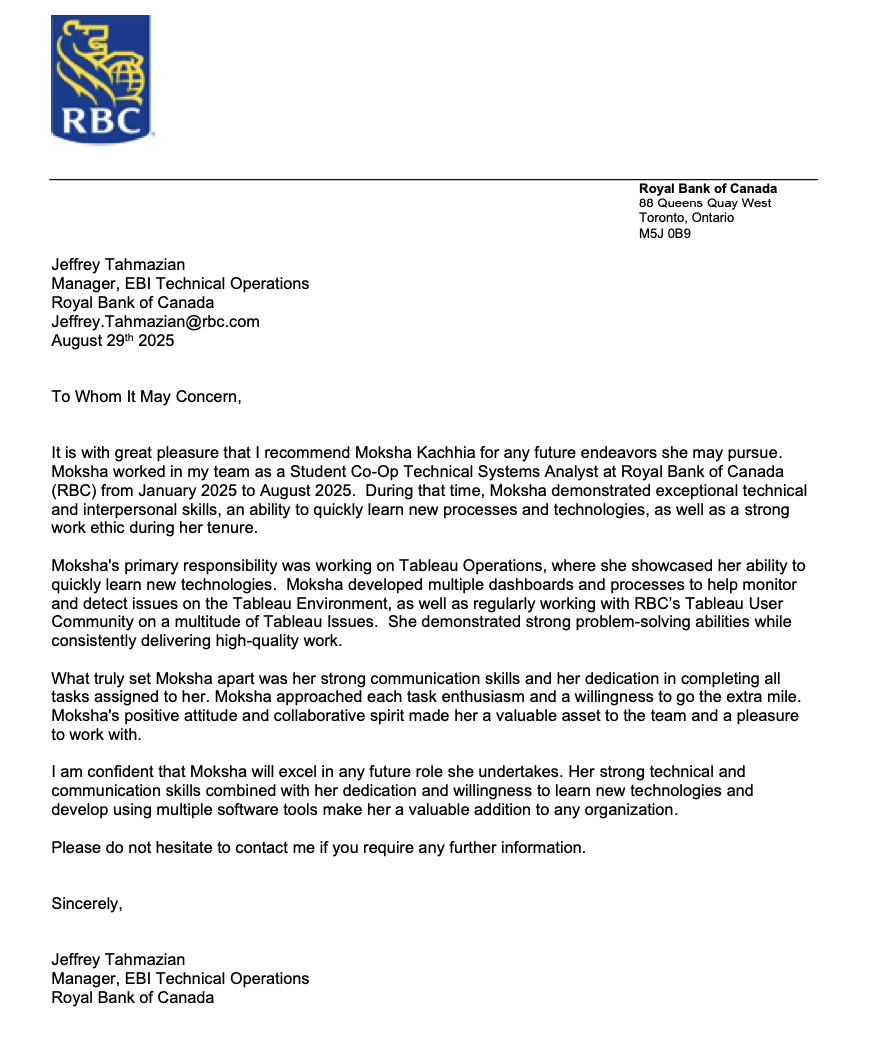 RBC
Royal Bank of Canada
88 Queens Quay West
Toronto, Ontario
M5J 0B9
Jeffrey Tahmazian
Manager, EBI Technical Operations
Royal Bank of Canada
Jeffrey.Tahmazian@rbc.com
August 29th 2025
To Whom It May Concern,
It is with great pleasure that I recommend Moksha Kachhia for any future endeavors she may pursue.
Moksha worked in my team as a Student Co-Op Technical Systems Analyst at Royal Bank of Canada
(RBC) from January 2025 to August 2025.  During that time, Moksha demonstrated exceptional technical
and interpersonal skills, an ability to quickly learn new processes and technologies, as well as a strong
work ethic during her tenure.
Moksha's primary responsibility was working on Tableau Operations, where she showcased her ability to
quickly learn new technologies.  Moksha developed multiple dashboards and processes to help monitor
and detect issues on the Tableau Environment, as well as regularly working with RBC’s Tableau User
Community on a multitude of Tableau Issues.  She demonstrated strong problem-solving abilities while
consistently delivering high-quality work.
What truly set Moksha apart was her strong communication skills and her dedication in completing all
tasks assigned to her. Moksha approached each task enthusiasm and a willingness to go the extra mile.
Moksha's positive attitude and collaborative spirit made her a valuable asset to the team and a pleasure
to work with.
I am confident that Moksha will excel in any future role she undertakes. Her strong technical and
communication skills combined with her dedication and willingness to learn new technologies and
develop using multiple software tools make her a valuable addition to any organization.
Please do not hesitate to contact me if you require any further information.
Sincerely,
Jeffrey Tahmazian
Manager, EBI Technical Operations
Royal Bank of Canada